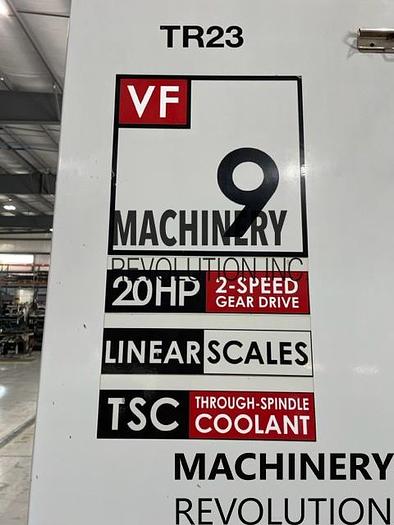 TR23
VF
9
MACHINERY
REVOLUTION INC
20HP 2-SPEED
GEAR DRIVE
LINEAR SCALES
TSC THROUGH-SPINDLE
COOLANT
MACHINERY
REVOLUTION